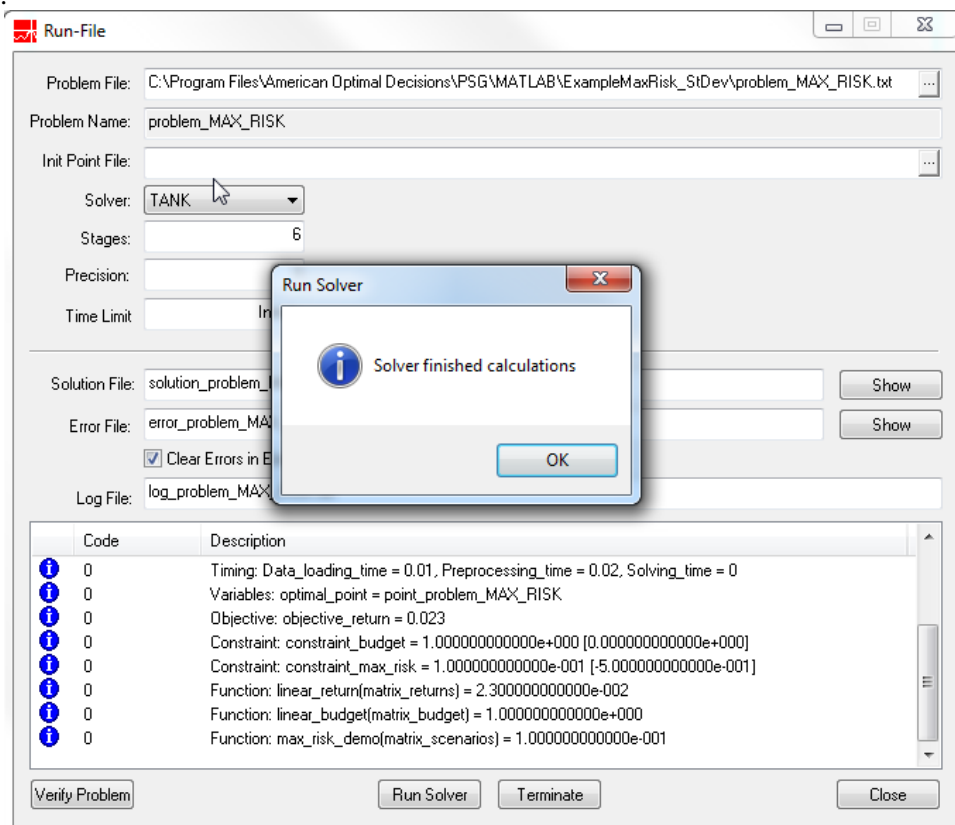 Run-File
Problem File: C:\Program Files\American Optimal Decisions\PSG\MATLAB\ExampleMaxRisk_StDev\problem_MAX_RISK.txt ...
Problem Name: problem_MAX_RISK
Init Point File: ...
Solver: TANK
Stages: 6
Precision:
Time Limit In
Run Solver
Solver finished calculations
OK
Solution File: solution_problem_ Show
Error File: error_problem_MA Show
Clear Errors in E
Log File: log_problem_MAX_
Code Description
0 Timing: Data_loading_time = 0.01, Preprocessing_time = 0.02, Solving_time = 0
0 Variables: optimal_point = point_problem_MAX_RISK
0 Objective: objective_return = 0.023
0 Constraint: constraint_budget = 1.000000000000e+000 [0.000000000000e+000]
0 Constraint: constraint_max_risk = 1.000000000000e-001 [-5.000000000000e-001]
0 Function: linear_return(matrix_returns) = 2.300000000000e-002
0 Function: linear_budget(matrix_budget) = 1.000000000000e+000
0 Function: max_risk_demo(matrix_scenarios) = 1.000000000000e-001
Verify Problem Run Solver Terminate Close